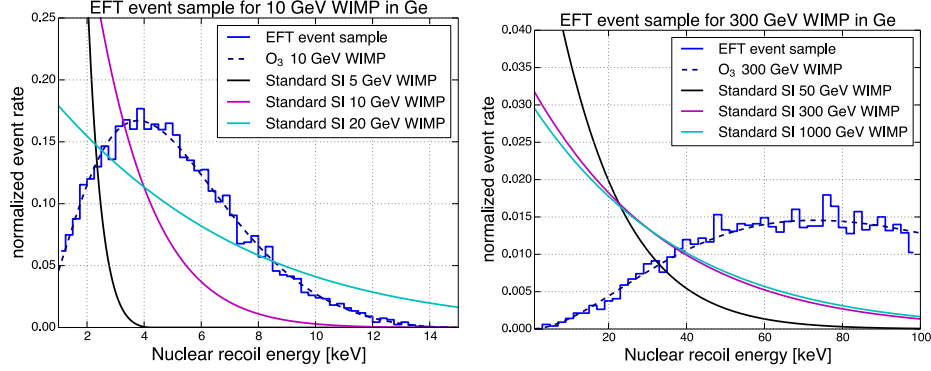 EFT event sample for 10 GeV WIMP in Ge
0.25
0.20
0.15
0.10
0.05
0.00
normalized event rate
EFT event sample
O3 10 GeV WIMP
Standard SI 5 GeV WIMP
Standard SI 10 GeV WIMP
Standard SI 20 GeV WIMP
2 4 6 8 10 12 14
Nuclear recoil energy [keV]
EFT event sample for 300 GeV WIMP in Ge
0.040
0.035
0.030
0.025
0.020
0.015
0.010
0.005
0.000
normalized event rate
EFT event sample
O3 300 GeV WIMP
Standard SI 50 GeV WIMP
Standard SI 300 GeV WIMP
Standard SI 1000 GeV WIMP
20 40 60 80 100
Nuclear recoil energy [keV]